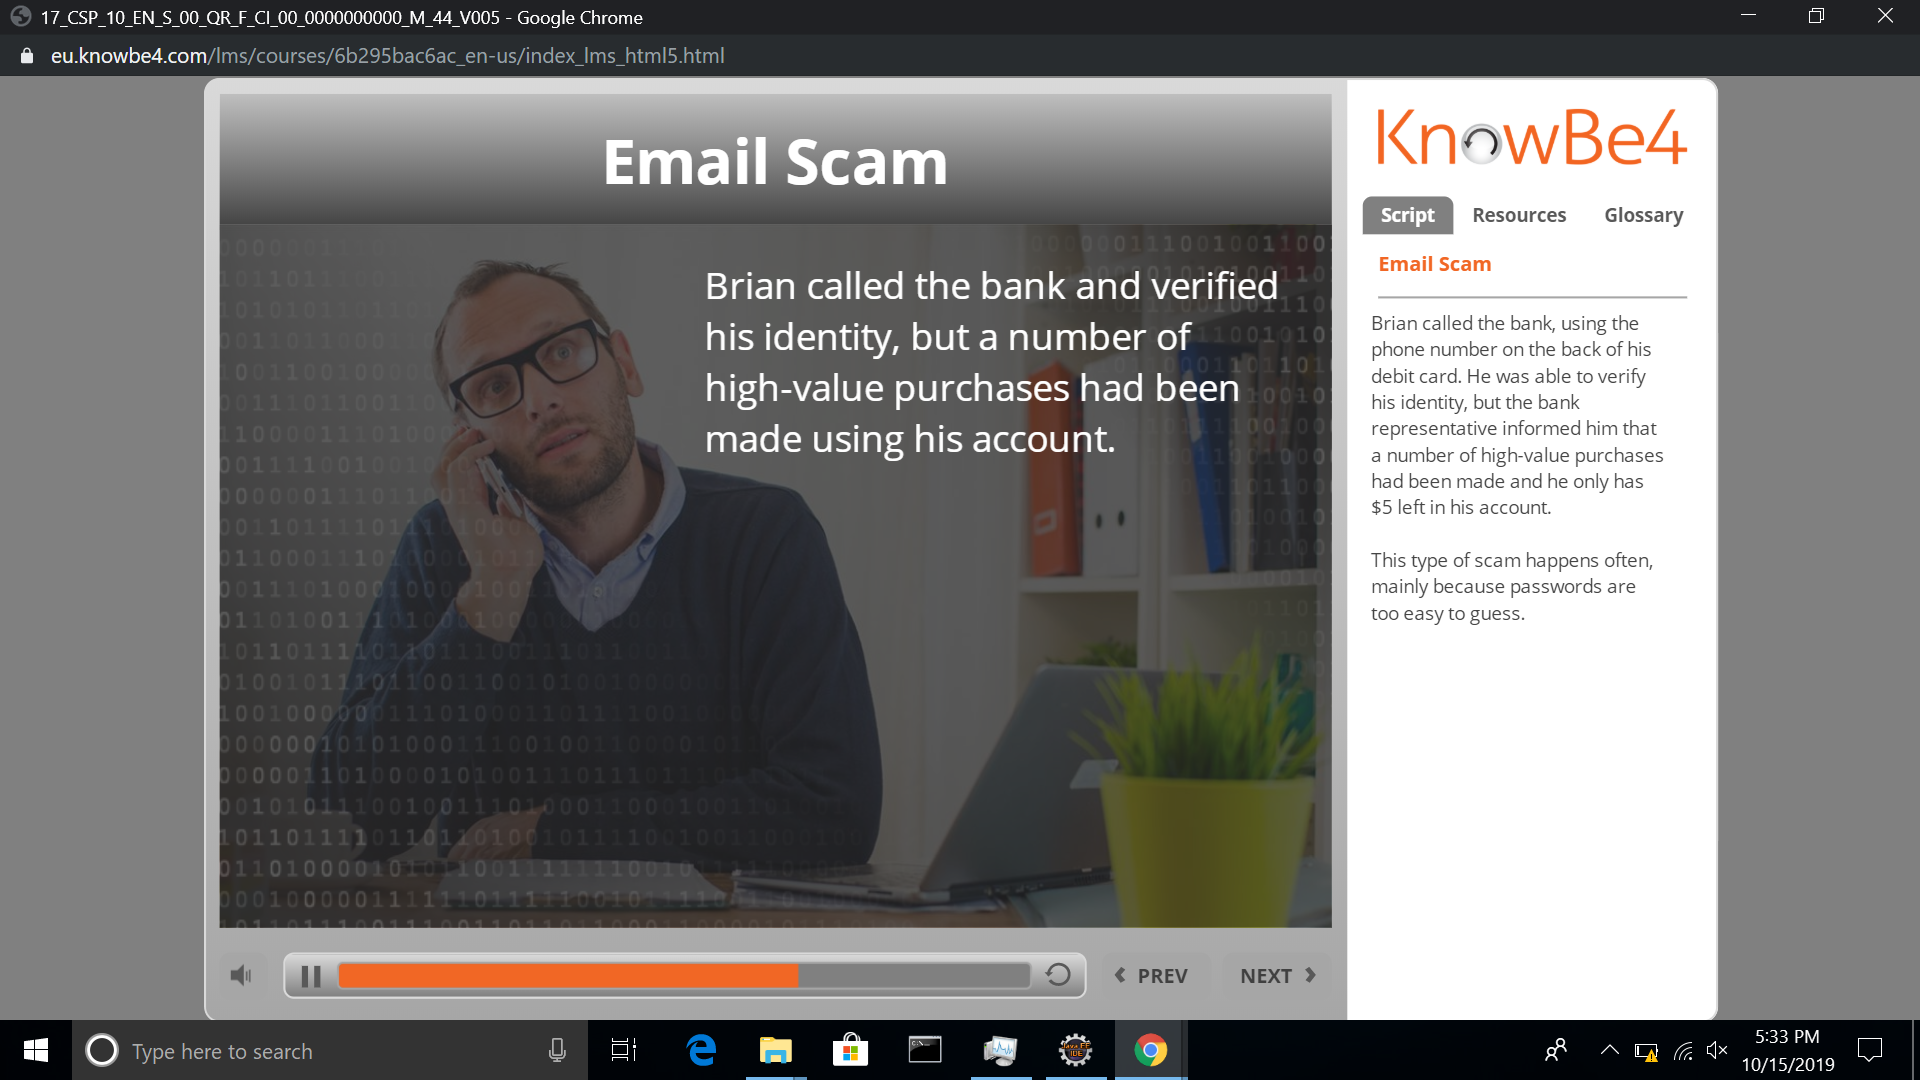 17_CSP_10_EN_S_00_QR_F_CI_00_0000000000_M_44_V005 - Google Chrome
eu.knowbe4.com/lms/courses/6b295bac6ac_en-us/index_lms_html5.html
Email Scam
Brian called the bank and verified
his identity, but a number of
high-value purchases had been
made using his account.
KnowBe4
Script
Resources
Glossary
Email Scam
Brian called the bank, using the
phone number on the back of his
debit card. He was able to verify
his identity, but the bank
representative informed him that
a number of high-value purchases
had been made and he only has
$5 left in his account.
This type of scam happens often,
mainly because passwords are
too easy to guess.
PREV
NEXT
Type here to search
5:33 PM
10/15/2019